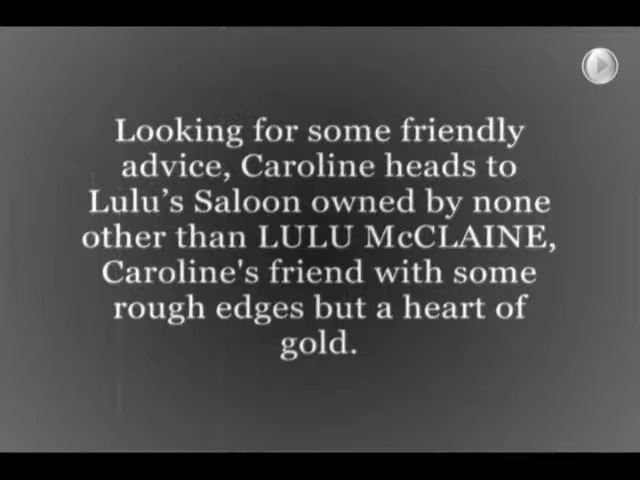 Looking for some friendly
advice, Caroline heads to
Lulu’s Saloon owned by none
other than LULU McCLAINE,
Caroline's friend with some
rough edges but a heart of
gold.